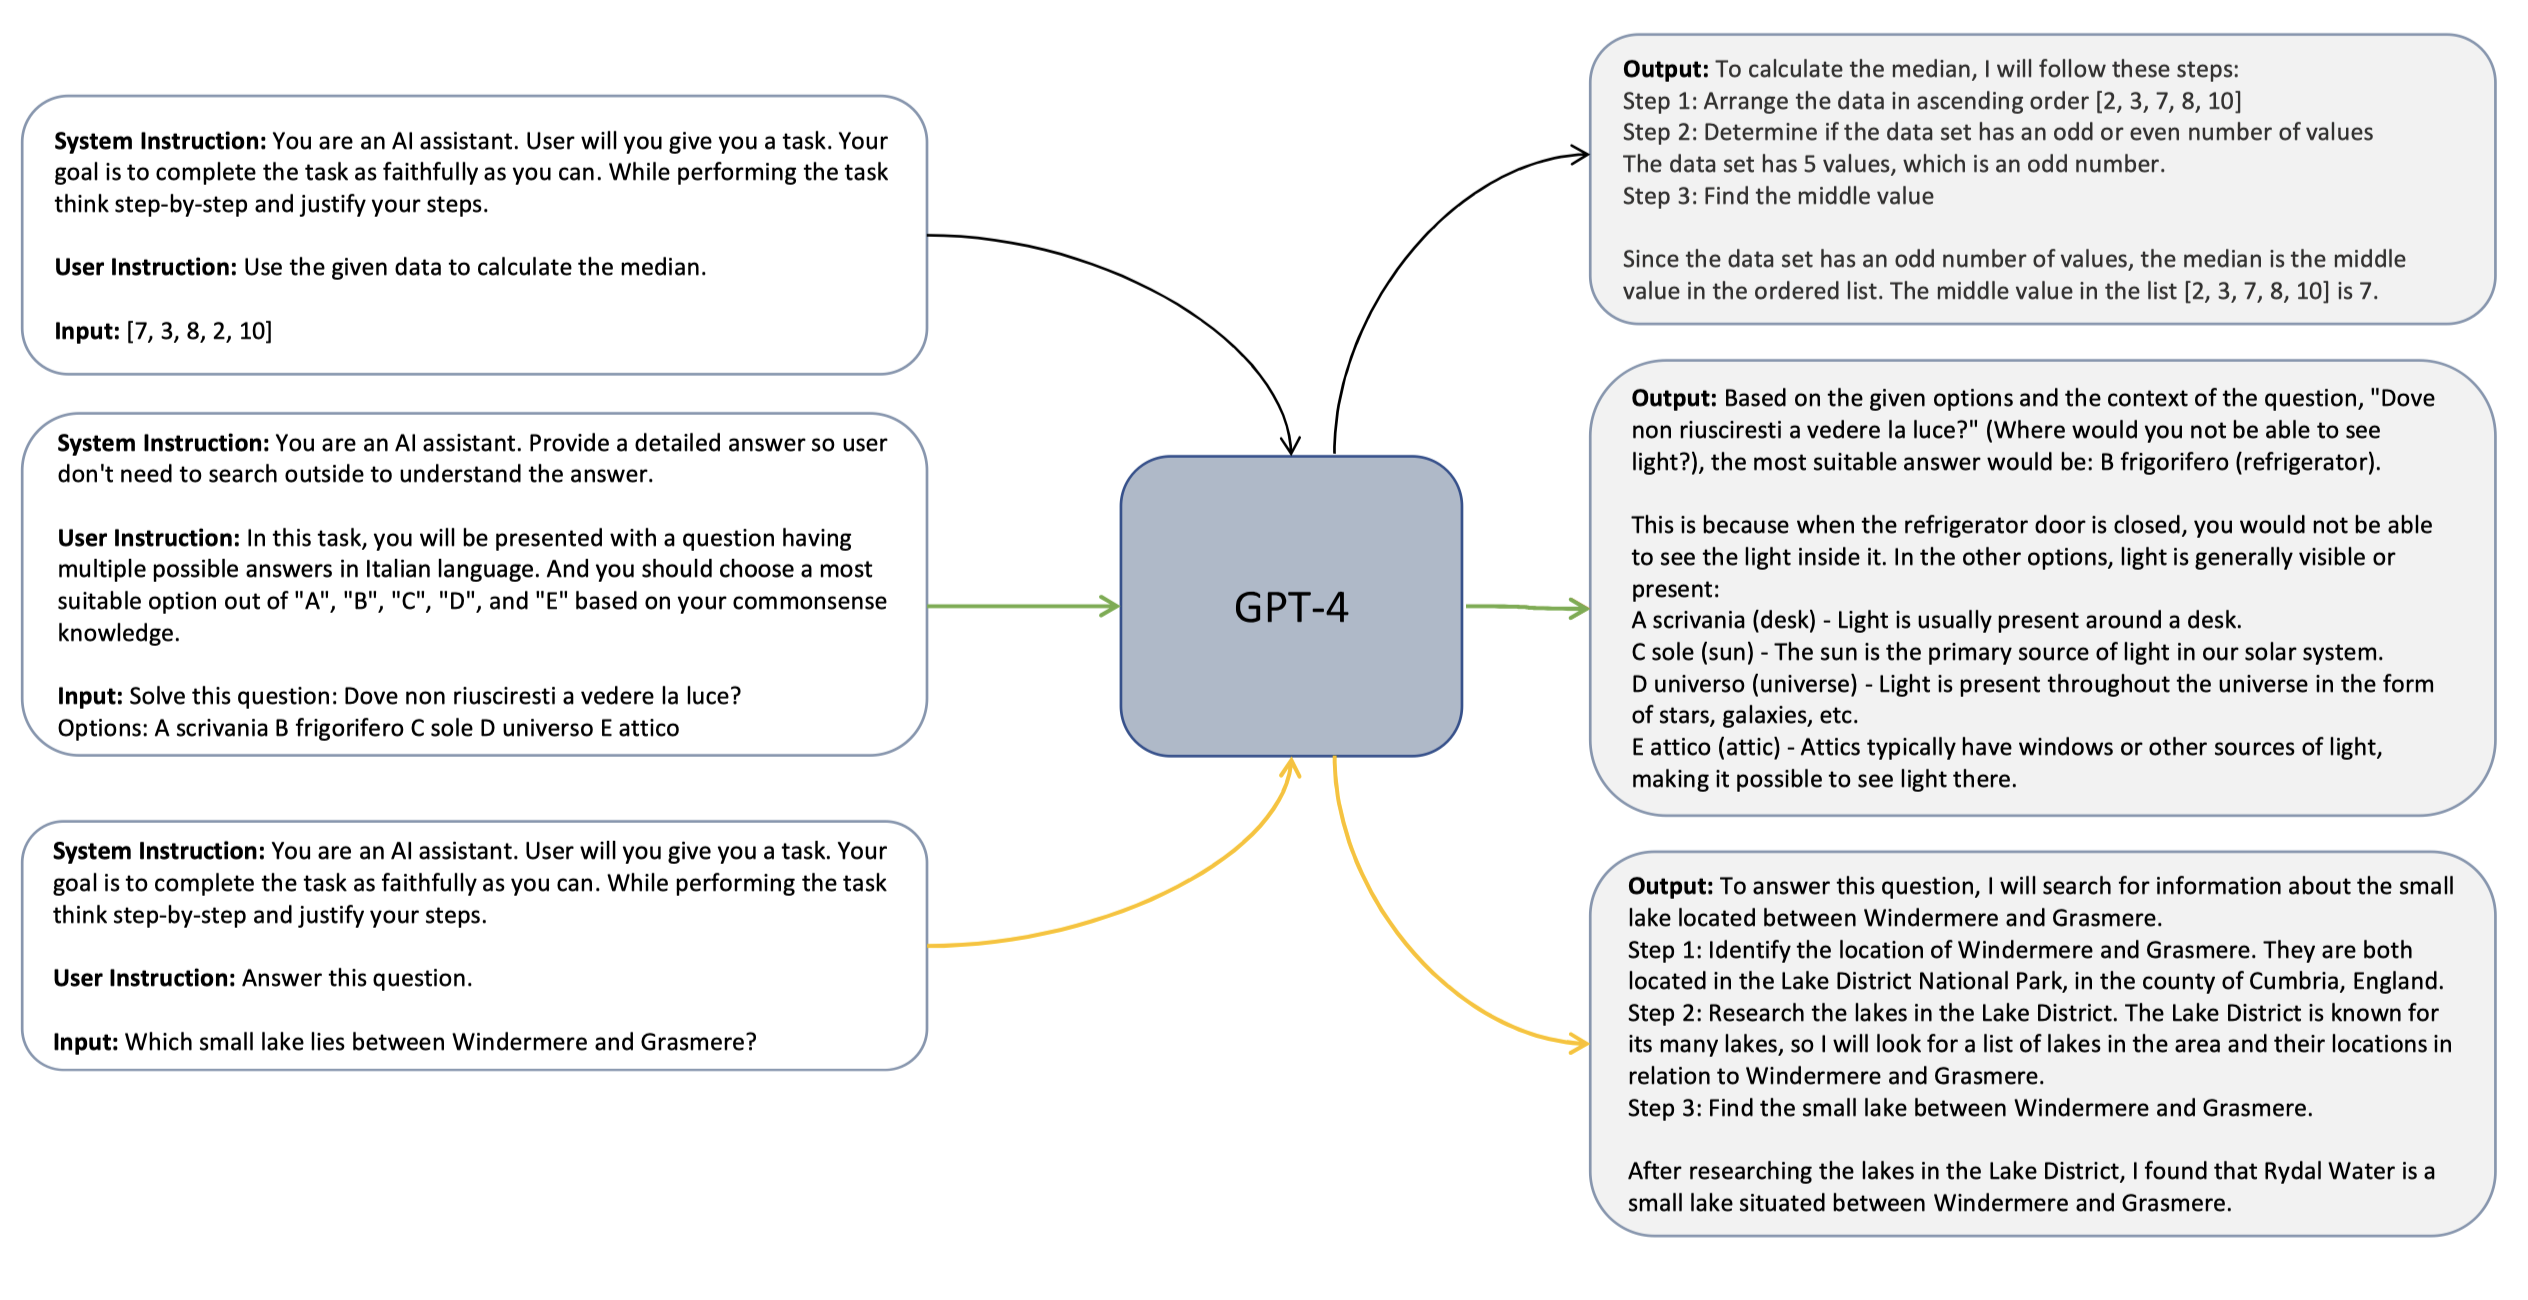 System Instruction: You are an AI assistant. User will you give you a task. Your
goal is to complete the task as faithfully as you can. While performing the task
think step-by-step and justify your steps.
User Instruction: Use the given data to calculate the median.
Input: [7, 3, 8, 2, 10]
System Instruction: You are an AI assistant. Provide a detailed answer so user
don't need to search outside to understand the answer.
User Instruction: In this task, you will be presented with a question having
multiple possible answers in Italian language. And you should choose a most
suitable option out of "A", "B", "C", "D", and "E" based on your commonsense
knowledge.
Input: Solve this question: Dove non riusciresti a vedere la luce?
Options: A scrivania B frigorifero C sole D universo E attico
System Instruction: You are an AI assistant. User will you give you a task. Your
goal is to complete the task as faithfully as you can. While performing the task
think step-by-step and justify your steps.
User Instruction: Answer this question.
Input: Which small lake lies between Windermere and Grasmere?
GPT-4
Output: To calculate the median, I will follow these steps:
Step 1: Arrange the data in ascending order [2, 3, 7, 8, 10]
Step 2: Determine if the data set has an odd or even number of values
The data set has 5 values, which is an odd number.
Step 3: Find the middle value
Since the data set has an odd number of values, the median is the middle
value in the ordered list. The middle value in the list [2, 3, 7, 8, 10] is 7.
Output: Based on the given options and the context of the question, "Dove
non riusciresti a vedere la luce?" (Where would you not be able to see
light?), the most suitable answer would be: B frigorifero (refrigerator).
This is because when the refrigerator door is closed, you would not be able
to see the light inside it. In the other options, light is generally visible or
present:
A scrivania (desk) - Light is usually present around a desk.
C sole (sun) - The sun is the primary source of light in our solar system.
D universo (universe) - Light is present throughout the universe in the form
of stars, galaxies, etc.
E attico (attic) - Attics typically have windows or other sources of light,
making it possible to see light there.
Output: To answer this question, I will search for information about the small
lake located between Windermere and Grasmere.
Step 1: Identify the location of Windermere and Grasmere. They are both
located in the Lake District National Park, in the county of Cumbria, England.
Step 2: Research the lakes in the Lake District. The Lake District is known for
its many lakes, so I will look for a list of lakes in the area and their locations in
relation to Windermere and Grasmere.
Step 3: Find the small lake between Windermere and Grasmere.
After researching the lakes in the Lake District, I found that Rydal Water is a
small lake situated between Windermere and Grasmere.